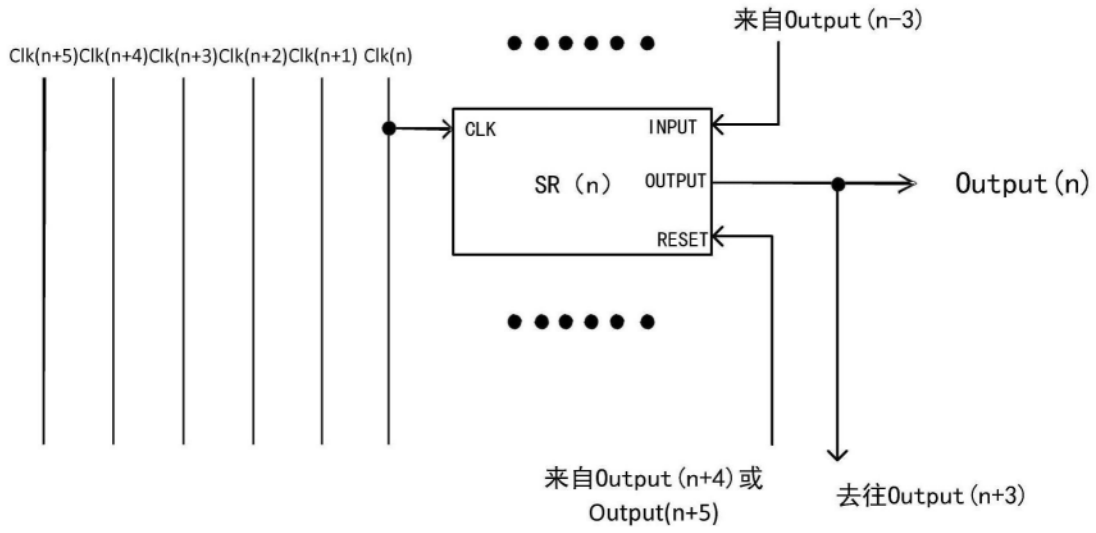 来自Output(n-3)
Clk(n+5)Clk(n+4)Clk(n+3)Clk(n+2)Clk(n+1) Clk(n)
CLK
INPUT
SR（n）
OUTPUT
Output(n)
RESET
来自Output(n+4)或
Output(n+5)
去往Output(n+3)